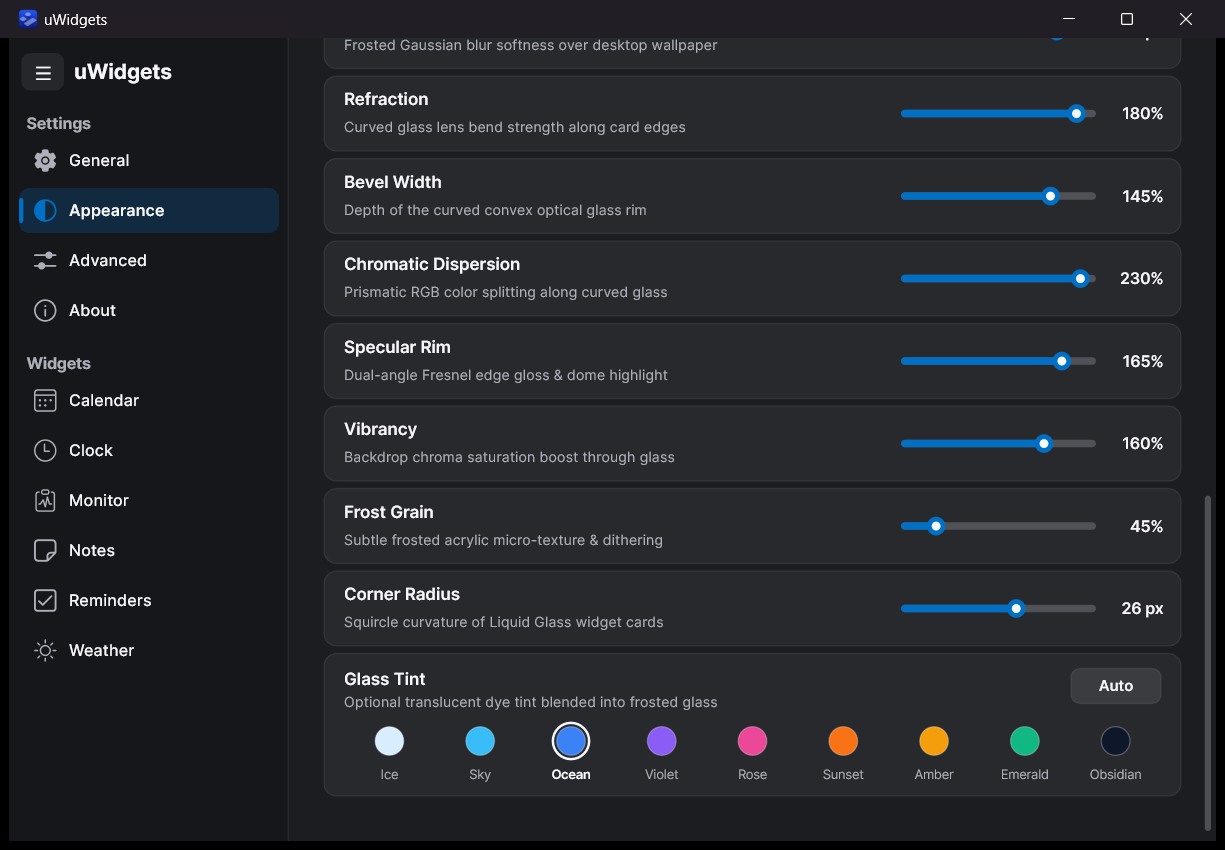 uWidgets
uWidgets
Settings
General
Appearance
Advanced
About
Widgets
Calendar
Clock
Monitor
Notes
Reminders
Weather
Frosted Gaussian blur softness over desktop wallpaper
Refraction
Curved glass lens bend strength along card edges
180%
Bevel Width
Depth of the curved convex optical glass rim
145%
Chromatic Dispersion
Prismatic RGB color splitting along curved glass
230%
Specular Rim
Dual-angle Fresnel edge gloss & dome highlight
165%
Vibrancy
Backdrop chroma saturation boost through glass
160%
Frost Grain
Subtle frosted acrylic micro-texture & dithering
45%
Corner Radius
Squircle curvature of Liquid Glass widget cards
26 px
Glass Tint
Optional translucent dye tint blended into frosted glass
Auto
Ice
Sky
Ocean
Violet
Rose
Sunset
Amber
Emerald
Obsidian